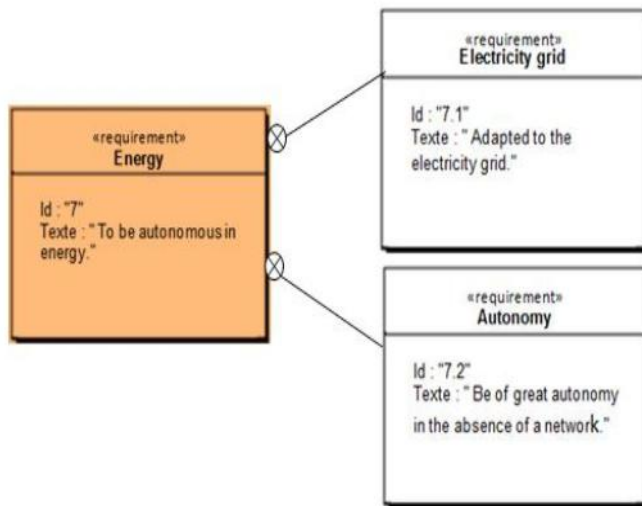 «requirement»
Energy
Id : "7"
Texte : " To be autonomous in
energy."
«requirement»
Electricity grid
Id : "7.1"
Texte : " Adapted to the
electricity grid."
«requirement»
Autonomy
Id : "7.2"
Texte : " Be of great autonomy
in the absence of a network."